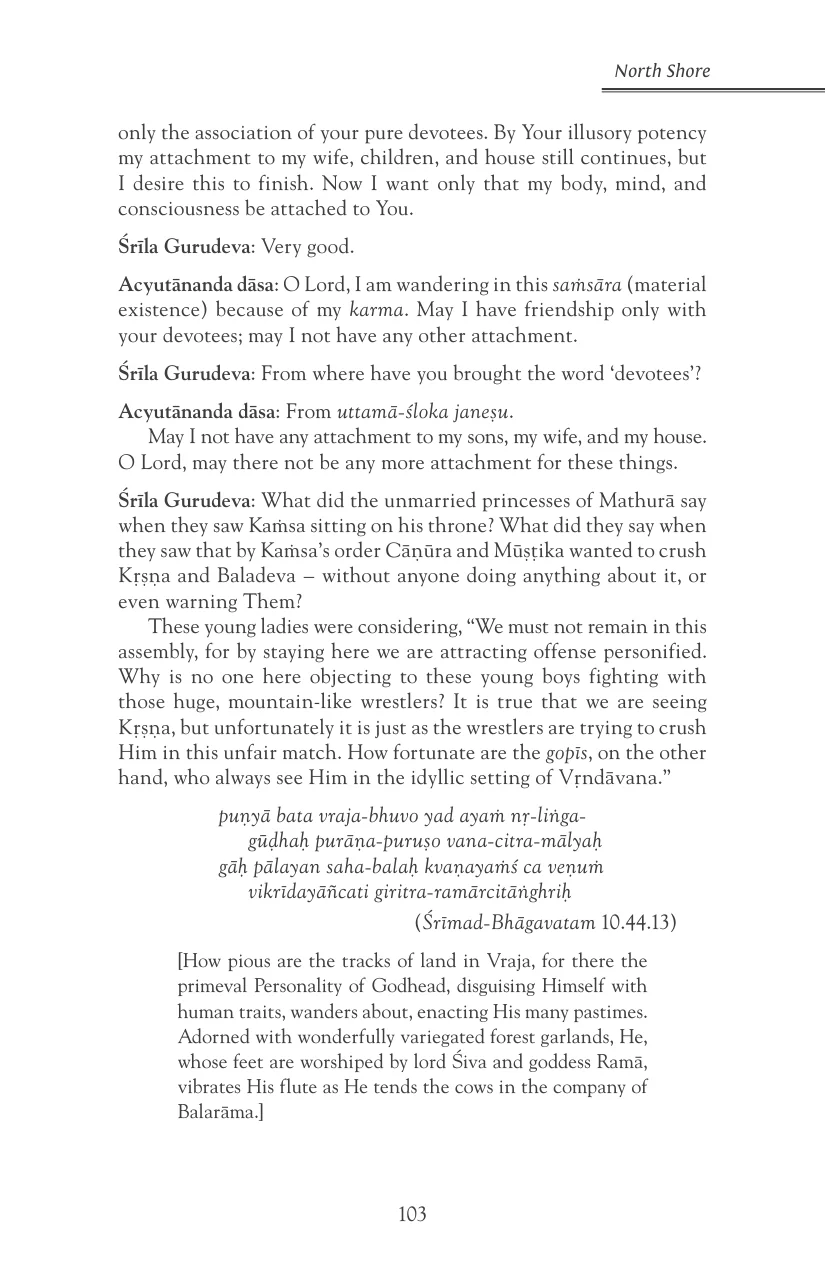 North Shore
only the association of your pure devotees. By Your illusory potency
my attachment to my wife, children, and house still continues, but
I desire this to finish. Now I want only that my body, mind, and
consciousness be attached to You.
Śrīla Gurudeva: Very good.
Acyutānanda dāsa: O Lord, I am wandering in this saṁsāra (material
existence) because of my karma. May I have friendship only with
your devotees; may I not have any other attachment.
Śrīla Gurudeva: From where have you brought the word ‘devotees’?
Acyutānanda dāsa: From uttamā-śloka janeṣu.
May I not have any attachment to my sons, my wife, and my house.
O Lord, may there not be any more attachment for these things.
Śrīla Gurudeva: What did the unmarried princesses of Mathurā say
when they saw Kaṁsa sitting on his throne? What did they say when
they saw that by Kaṁsa’s order Cāṇūra and Mūṣṭika wanted to crush
Kṛṣṇa and Baladeva – without anyone doing anything about it, or
even warning Them?
These young ladies were considering, “We must not remain in this
assembly, for by staying here we are attracting offense personified.
Why is no one here objecting to these young boys fighting with
those huge, mountain-like wrestlers? It is true that we are seeing
Kṛṣṇa, but unfortunately it is just as the wrestlers are trying to crush
Him in this unfair match. How fortunate are the gopīs, on the other
hand, who always see Him in the idyllic setting of Vṛndāvana.”
puṇyā bata vraja-bhuvo yad ayaṁ nṛ-liṅga-
gūḍhaḥ purāṇa-puruṣo vana-citra-mālyaḥ
gāḥ pālayan saha-balaḥ kvaṇayaṁś ca veṇuṁ
vikrīdayāñcati giritra-ramārcitāṅghriḥ
(Śrīmad-Bhāgavatam 10.44.13)
[How pious are the tracks of land in Vraja, for there the
primeval Personality of Godhead, disguising Himself with
human traits, wanders about, enacting His many pastimes.
Adorned with wonderfully variegated forest garlands, He,
whose feet are worshiped by lord Śiva and goddess Ramā,
vibrates His flute as He tends the cows in the company of
Balarāma.]
103